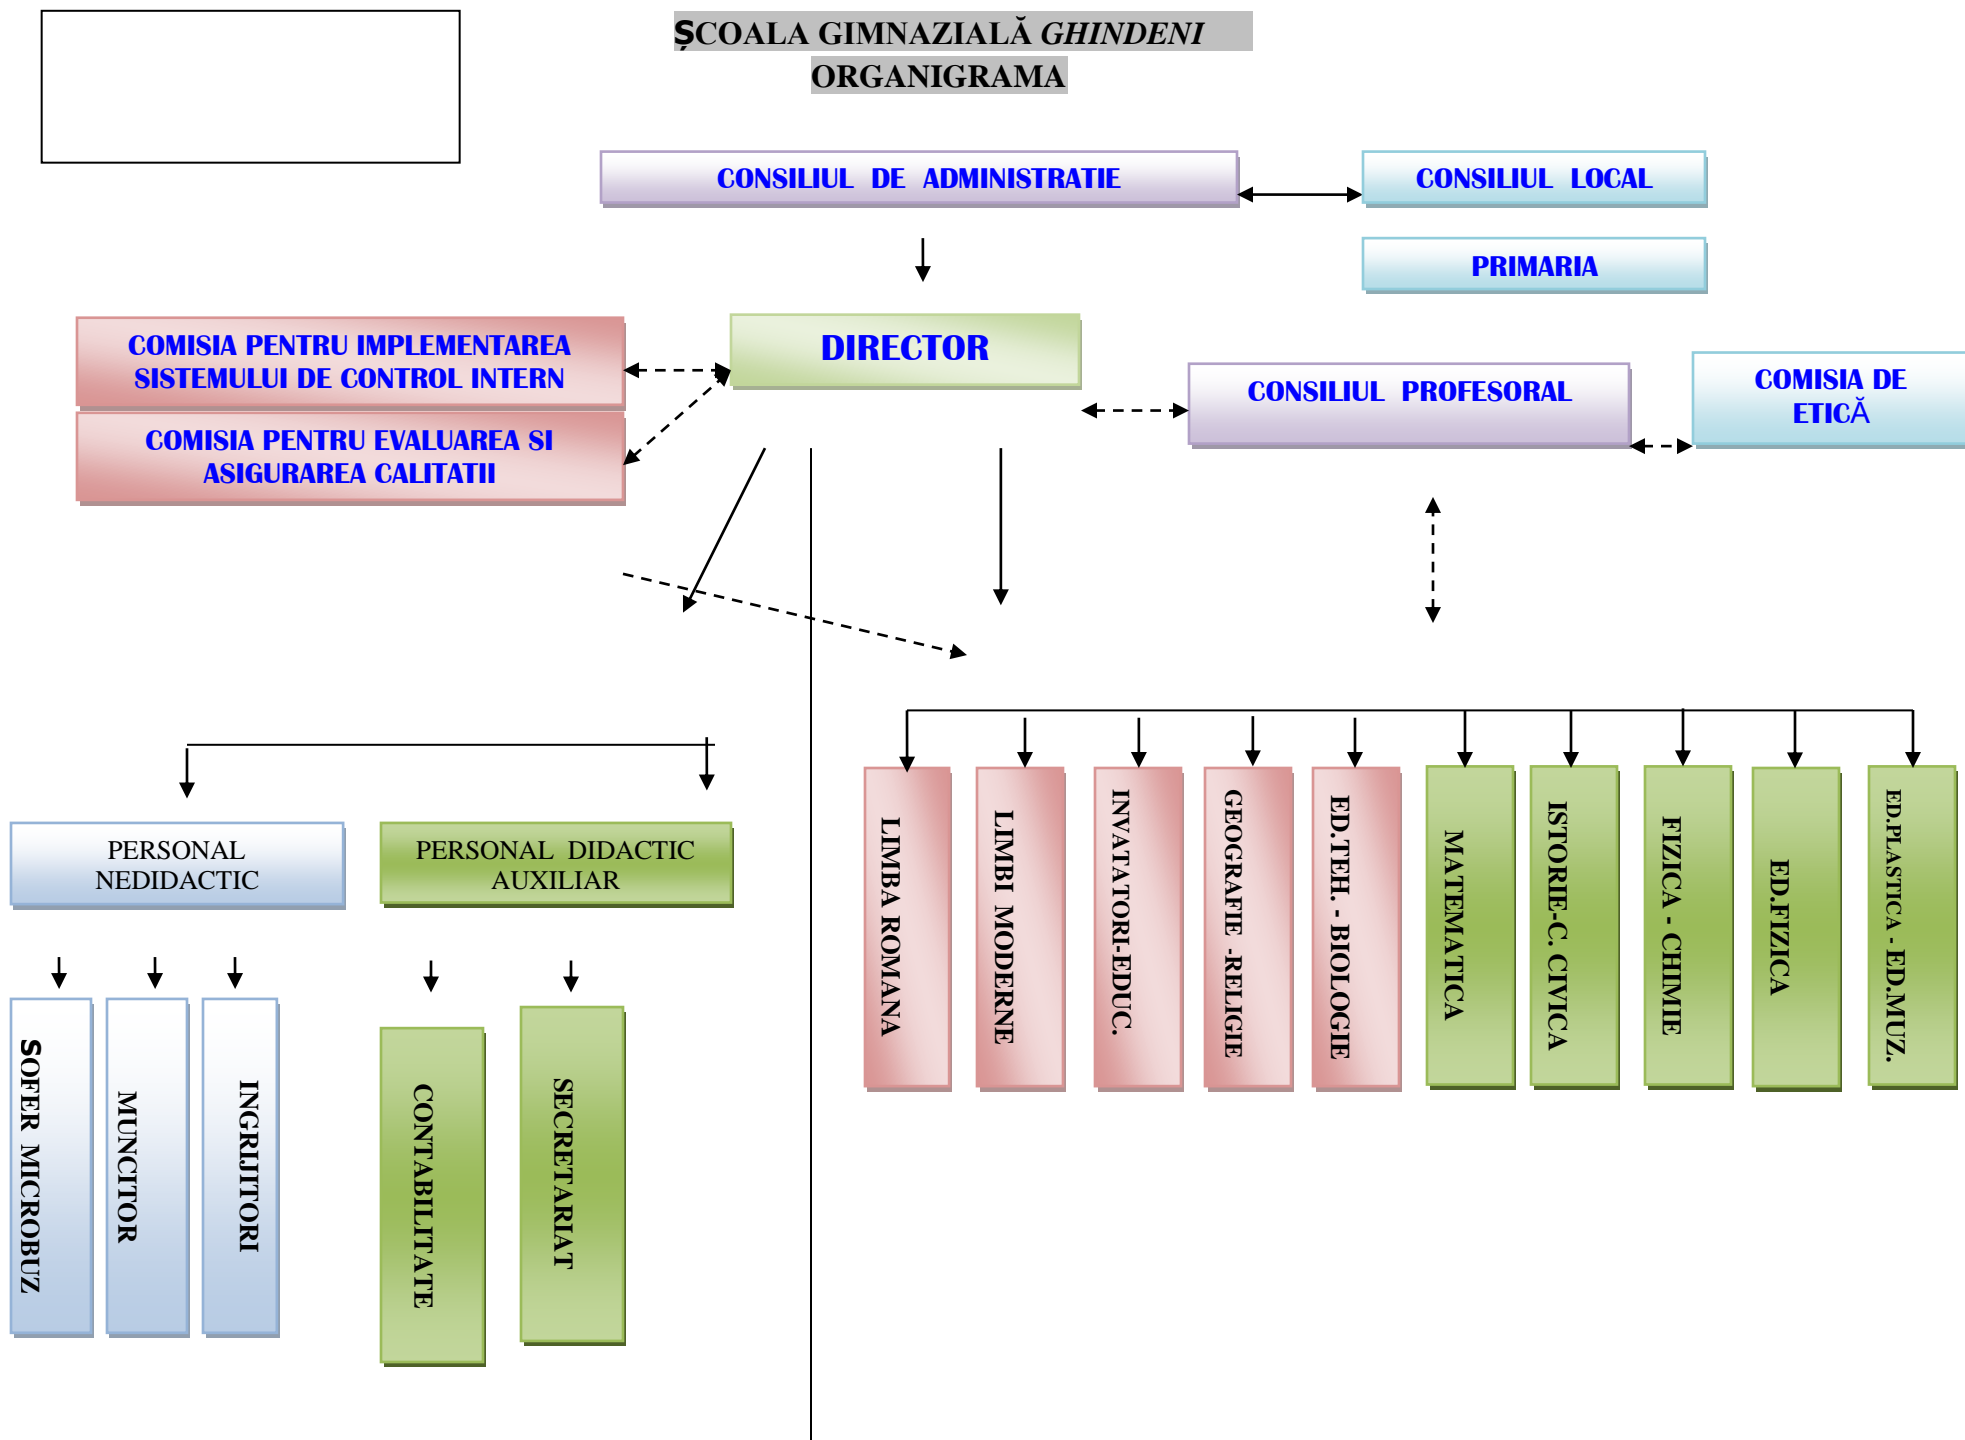 ȘCOALA GIMNAZIALĂ GHINDENI
ORGANIGRAMA
CONSILIUL DE ADMINISTRATIE
CONSILIUL LOCAL
PRIMARIA
COMISIA PENTRU IMPLEMENTAREA
SISTEMULUI DE CONTROL INTERN
DIRECTOR
CONSILIUL PROFESORAL
COMISIA DE
ETICĂ
COMISIA PENTRU EVALUAREA SI
ASIGURAREA CALITATII
PERSONAL
NEDIDACTIC
PERSONAL DIDACTIC
AUXILIAR
LIMBA ROMANA
LIMBI MODERNE
INVATATORI-EDUC.
GEOGRAFIE -RELIGIE
ED.TEH. - BIOLOGIE
MATEMATICA
ISTORIE-C. CIVICA
FIZICA - CHIMIE
ED.FIZICA
ED.PLASTICA - ED.MUZ.
ȘOFER MICROBUZ
MUNCITOR
INGRIJITORI
CONTABILITATE
SECRETARIAT